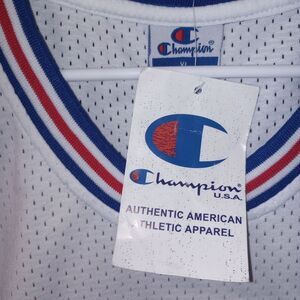 Champion
XL
Champion
U.S.A.
AUTHENTIC AMERICAN
ATHLETIC APPAREL